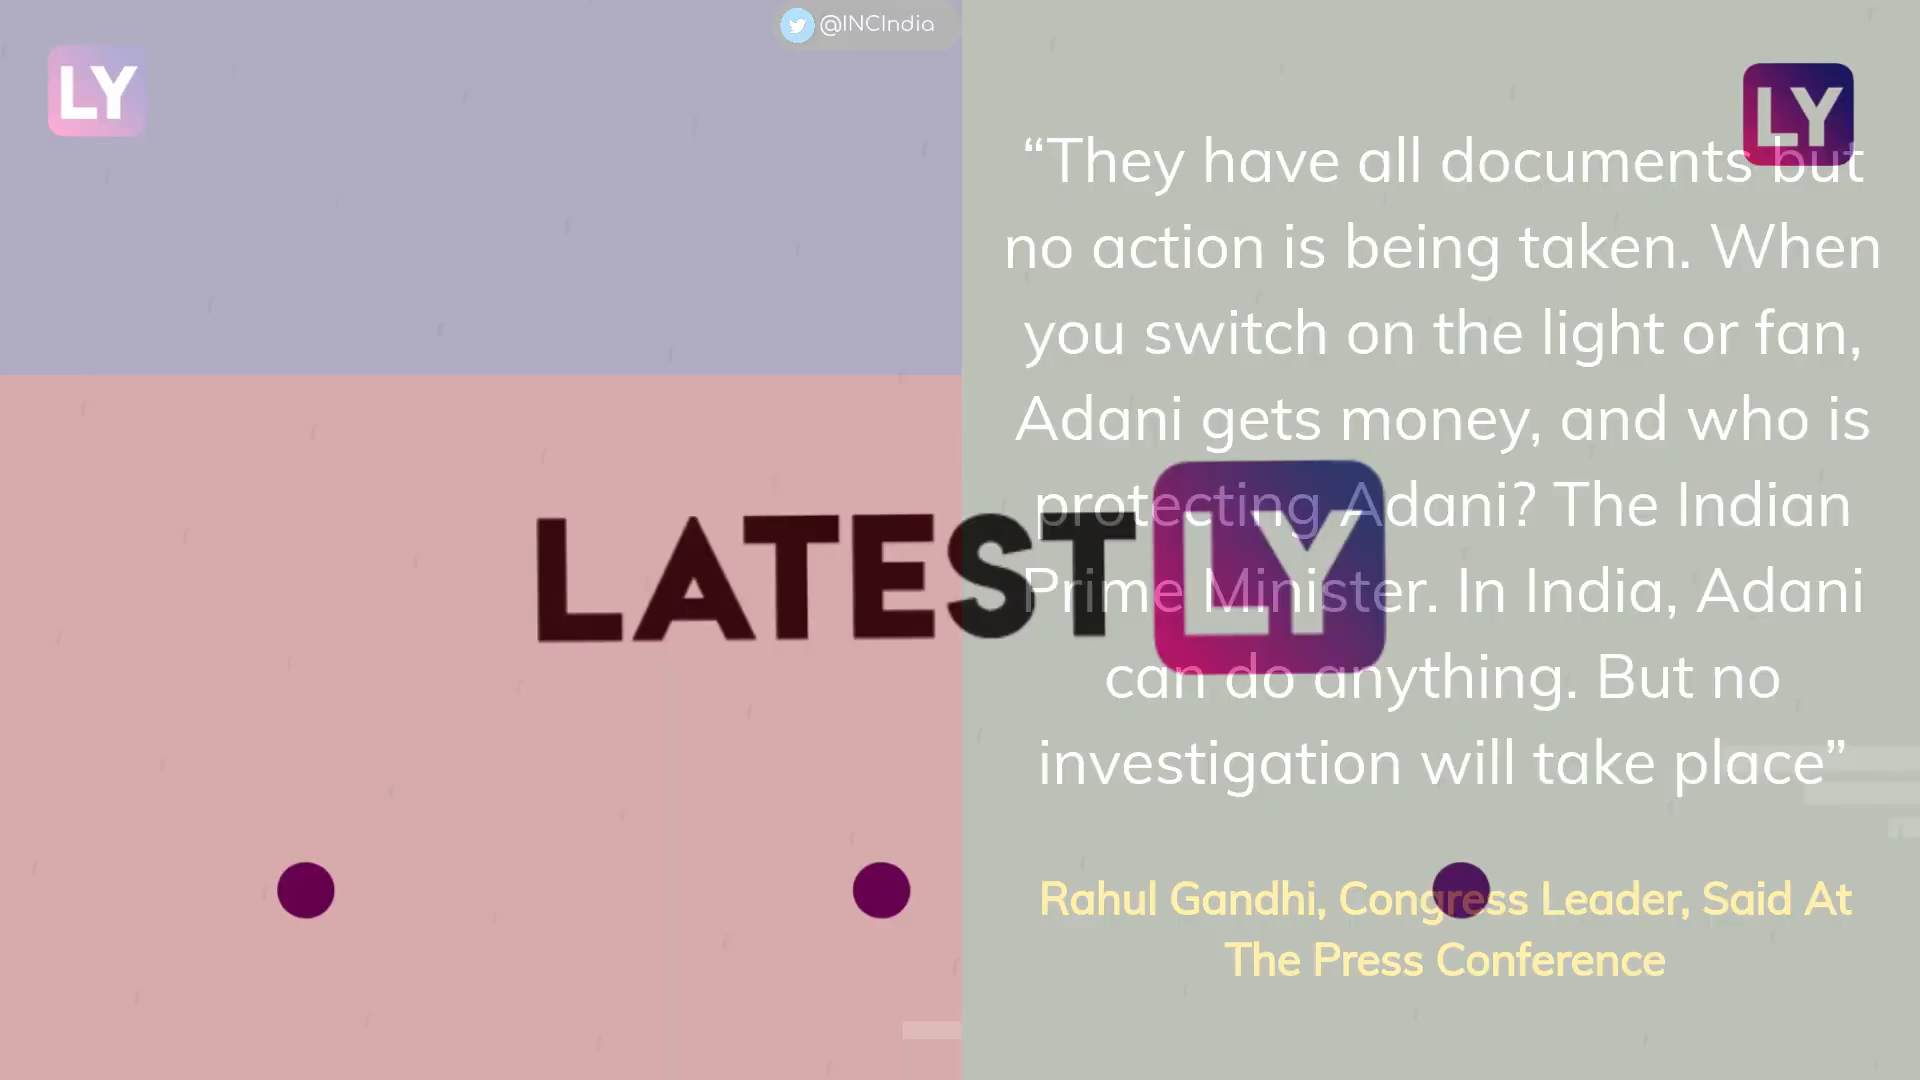 @INCIndia
LY
LY
“They have all documents but
no action is being taken. When
you switch on the light or fan,
Adani gets money, and who is
protecting Adani? The Indian
Prime Minister. In India, Adani
can do anything. But no
investigation will take place”
LATEST LY
Rahul Gandhi, Congress Leader, Said At
The Press Conference